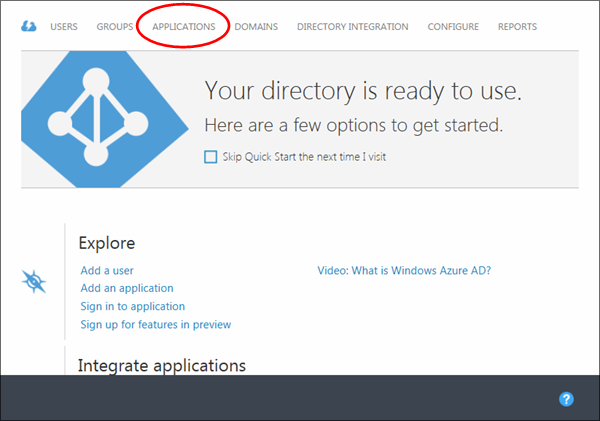 USERS GROUPS APPLICATIONS DOMAINS DIRECTORY INTEGRATION CONFIGURE REPORTS
Your directory is ready to use.
Here are a few options to get started.
Skip Quick Start the next time I visit
Explore
Add a user
Video: What is Windows Azure AD?
Add an application
Sign in to application
Sign up for features in preview
Integrate applications
?